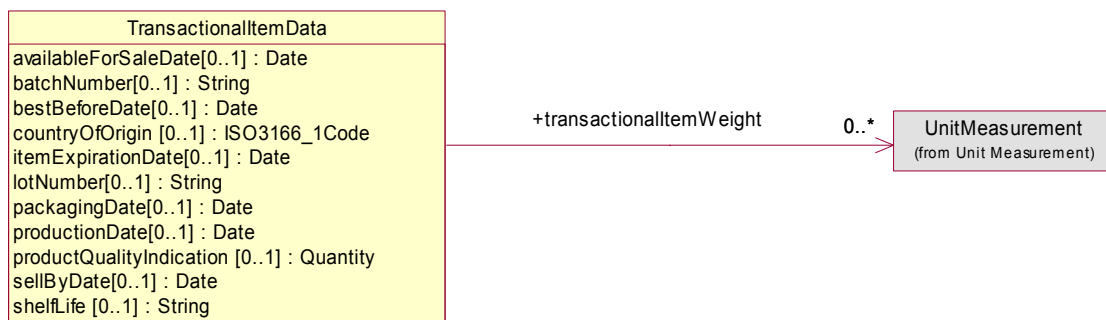 TransactionalItemData
availableForSaleDate[0..1] : Date
batchNumber[0..1] : String
bestBeforeDate[0..1] : Date
countryOfOrigin [0..1] : ISO3166_1Code
itemExpirationDate[0..1] : Date
lotNumber[0..1] : String
packagingDate[0..1] : Date
productionDate[0..1] : Date
productQualityIndication [0..1] : Quantity
sellByDate[0..1] : Date
shelfLife [0..1] : String
+transactionalItemWeight
0..*
UnitMeasurement
(from Unit Measurement)